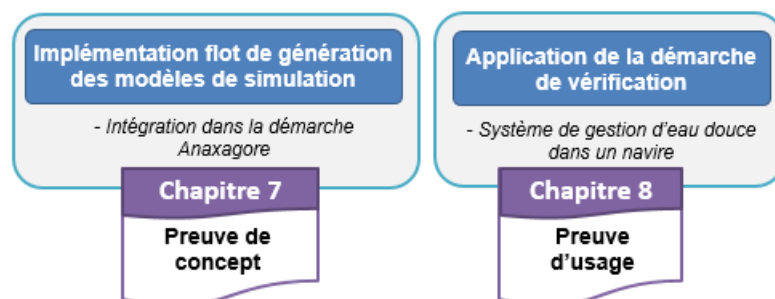 Implémentation flot de génération
des modèles de simulation
- Intégration dans la démarche
Anaxagore
Chapitre 7
Preuve de
concept
Application de la démarche
de vérification
- Système de gestion d'eau douce
dans un navire
Chapitre 8
Preuve
d'usage